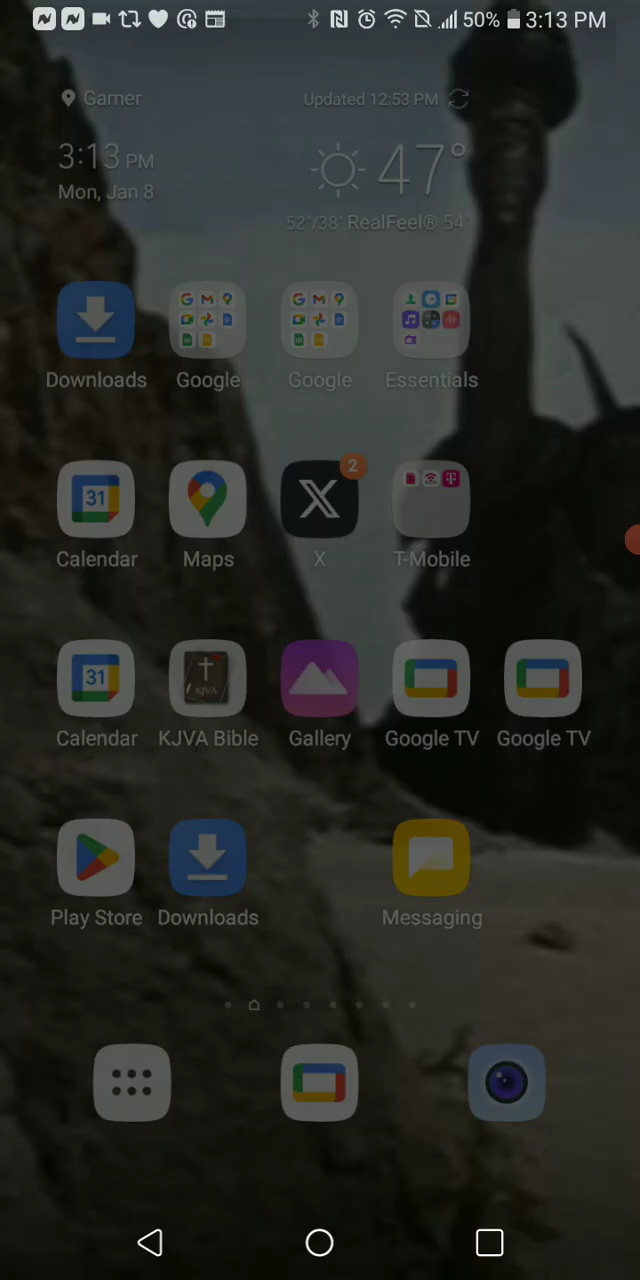 50% 3:13 PM
Garner
Updated 12:53 PM
3:13 PM
47°
Mon, Jan 8
52°/38° RealFeel® 54°
Downloads
Google
Google
Essentials
31
2
Calendar
Maps
X
T-Mobile
31
KJVA
Calendar
KJVA Bible
Gallery
Google TV
Google TV
Play Store
Downloads
Messaging